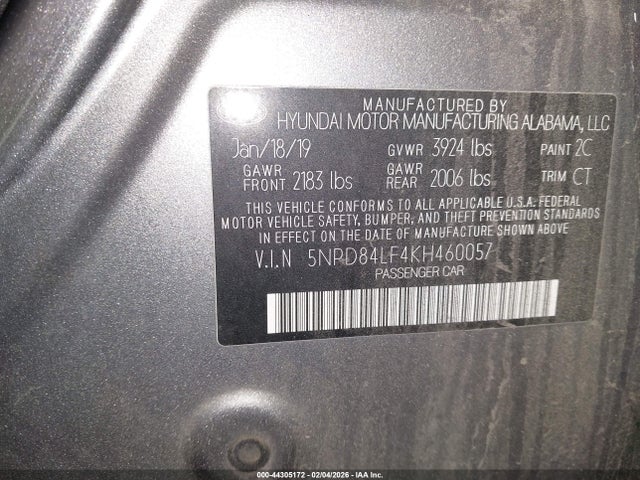 MANUFACTURED BY
HYUNDAI MOTOR MANUFACTURING ALABAMA, LLC
Jan/18/19 GVWR 3924 lbs PAINT 2C
GAWR FRONT 2183 lbs GAWR REAR 2006 lbs TRIM CT
THIS VEHICLE CONFORMS TO ALL APPLICABLE U.S.A. FEDERAL
MOTOR VEHICLE SAFETY, BUMPER, AND THEFT PREVENTION STANDARDS
IN EFFECT ON THE DATE OF MANUFACTURE SHOWN ABOVE
V.I.N 5NPD84LF4KH460057
PASSENGER CAR
000-44305172 - 02/04/2026 - IAA Inc.